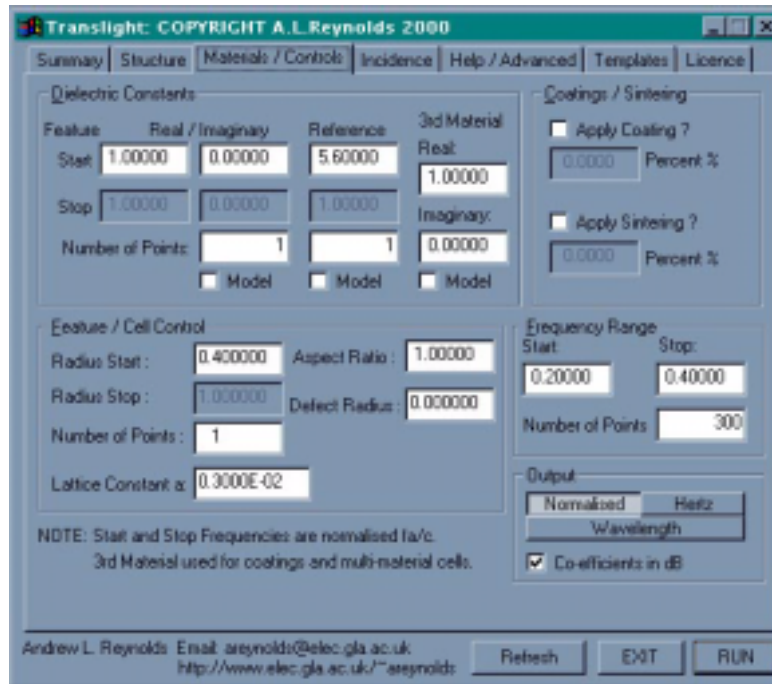 Translight: COPYRIGHT A.L.Reynolds 2000
Summary Structure Materials / Controls Incidence Help / Advanced Templates Licence
Dielectric Constants
Feature Real / Imaginary Reference 3rd Material
Start 1.00000 0.00000 5.60000 Real: 1.00000
Stop 1.00000 0.00000 1.00000 Imaginary:
Number of Points: 1 1 0.00000
Model Model Model
Coatings / Sintering
Apply Coating ?
0.0000 Percent %
Apply Sintering ?
0.0000 Percent %
Feature / Cell Control
Radius Start : 0.400000 Aspect Ratio : 1.00000
Radius Stop : 1.000000 Defect Radius : 0.000000
Number of Points : 1
Lattice Constant a: 0.3000E-02
Frequency Range
Start: Stop:
0.20000 0.40000
Number of Points 300
Output
Normalised Hertz
Wavelength
Co-efficients in dB
NOTE: Start and Stop Frequencies are normalised fa/c.
3rd Material used for coatings and multi-material cells.
Andrew L. Reynolds Email: areynolds@elec.gla.ac.uk
http://www.elec.gla.ac.uk/~areynolds
Refresh EXIT RUN